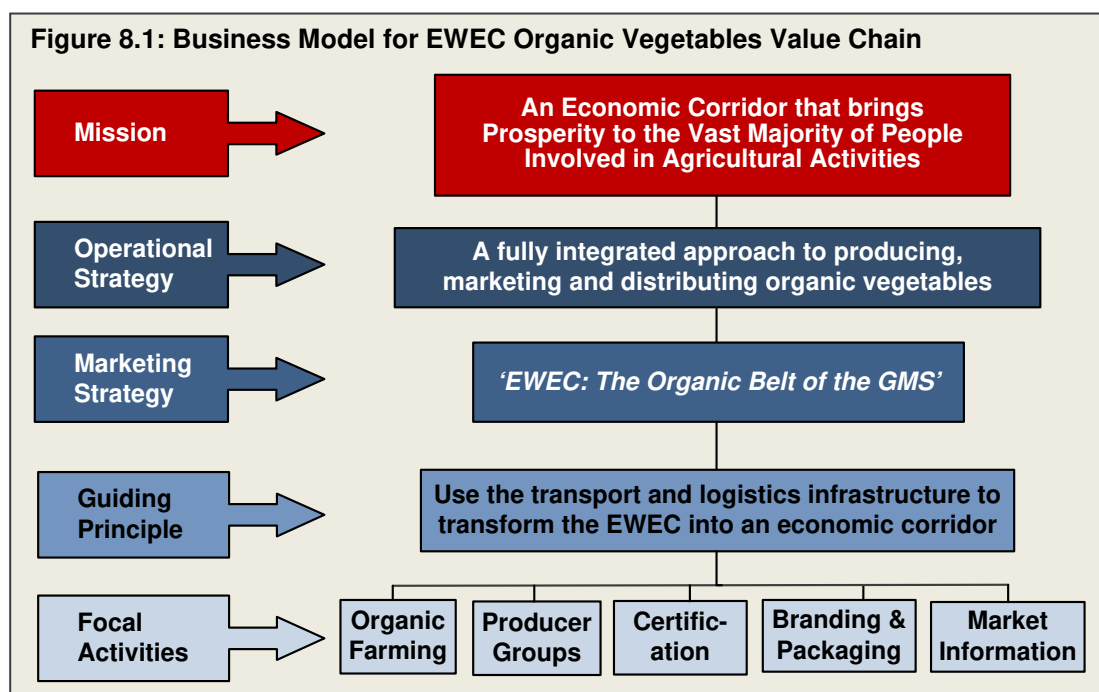 Figure 8.1: Business Model for EWEC Organic Vegetables Value Chain
Mission
An Economic Corridor that brings
Prosperity to the Vast Majority of People
Involved in Agricultural Activities
Operational
Strategy
A fully integrated approach to producing,
marketing and distributing organic vegetables
Marketing
Strategy
‘EWEC: The Organic Belt of the GMS’
Guiding
Principle
Use the transport and logistics infrastructure to
transform the EWEC into an economic corridor
Focal
Activities
Organic
Farming
Producer
Groups
Certific-
ation
Branding &
Packaging
Market
Information